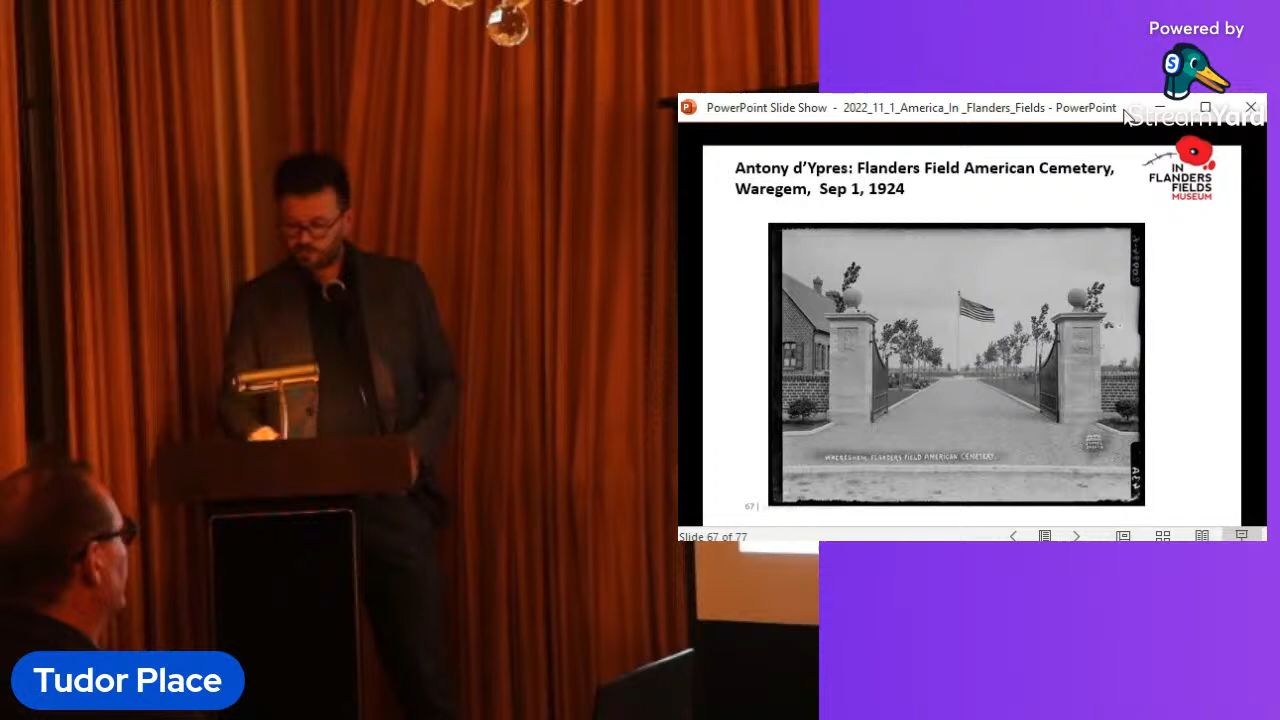 Powered by
S
StreamYard
P
PowerPoint Slide Show - 2022_11_1_America_In _Flanders_Fields - PowerPoint
Antony d'Ypres: Flanders Field American Cemetery,
Waregem, Sep 1, 1924
IN
FLANDERS
FIELDS
MUSEUM
WAEREGHEM, FLANDERS FIELD AMERICAN CEMETERY.
67 |
Slide 67 of 77
Tudor Place